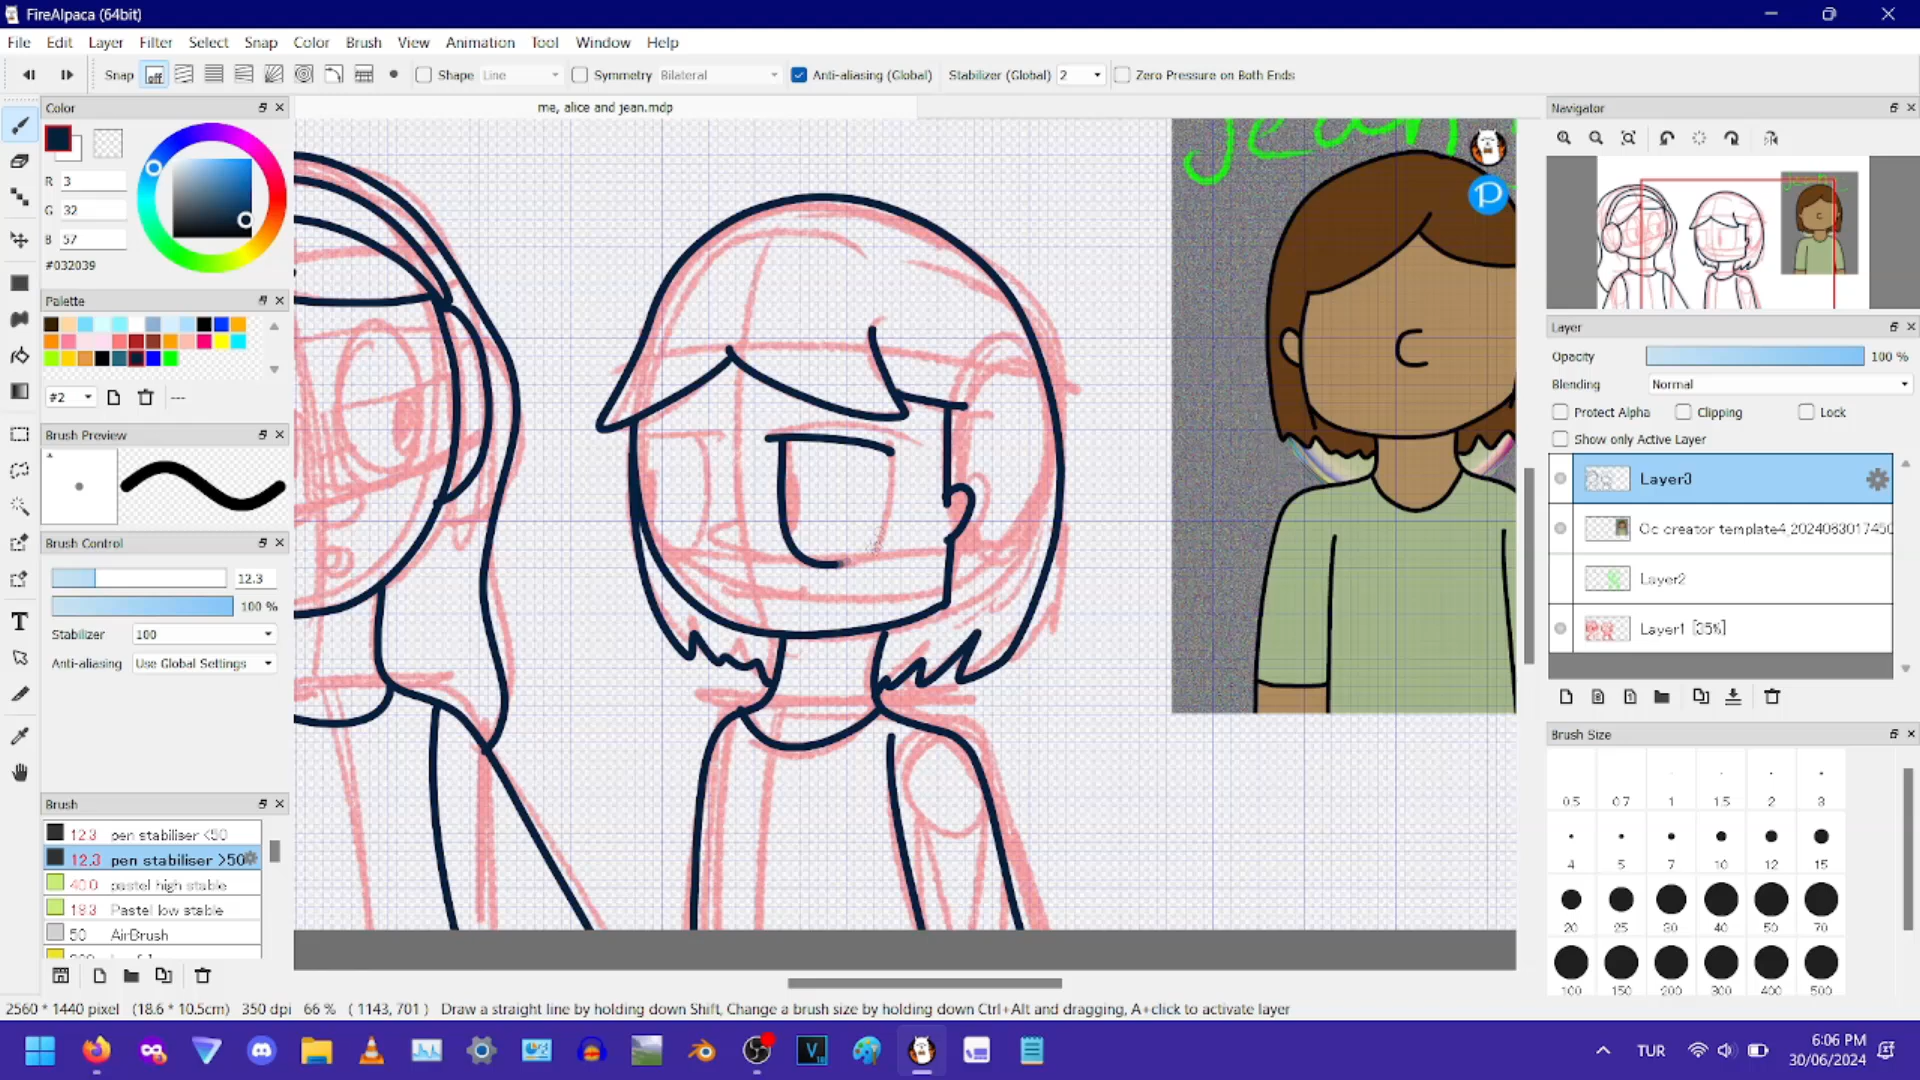 FireAlpaca (64bit)
File Edit Layer Filter Select Snap Color Brush View Animation Tool Window Help
Snap off Shape Line Symmetry Bilateral Anti-aliasing (Global) Stabilizer (Global) 2 Zero Pressure on Both Ends
Color
R 3
G 32
B 57
#032039
Palette
#2 ---
Brush Preview
Brush Control
12.3
100 %
Stabilizer 100
Anti-aliasing Use Global Settings
Brush
12.3 pen stabiliser <50
12.3 pen stabiliser >50
40.0 pastel high stable
19.3 Pastel low stable
50 AirBrush
me, alice and jean.mdp
jean
P
Navigator
Layer
Opacity 100 %
Blending Normal
Protect Alpha Clipping Lock
Show only Active Layer
Layer3
Oc creator template4_2024063017450
Layer2
Layer1 [35%]
Brush Size
0.5 0.7 1 1.5 2 3
4 5 7 10 12 15
20 25 30 40 50 70
100 150 200 300 400 500
2560 * 1440 pixel (18.6 * 10.5cm) 350 dpi 66 % ( 1143, 701 ) Draw a straight line by holding down Shift, Change a brush size by holding down Ctrl+Alt and dragging, A+click to activate layer
TUR
6:06 PM
30/06/2024